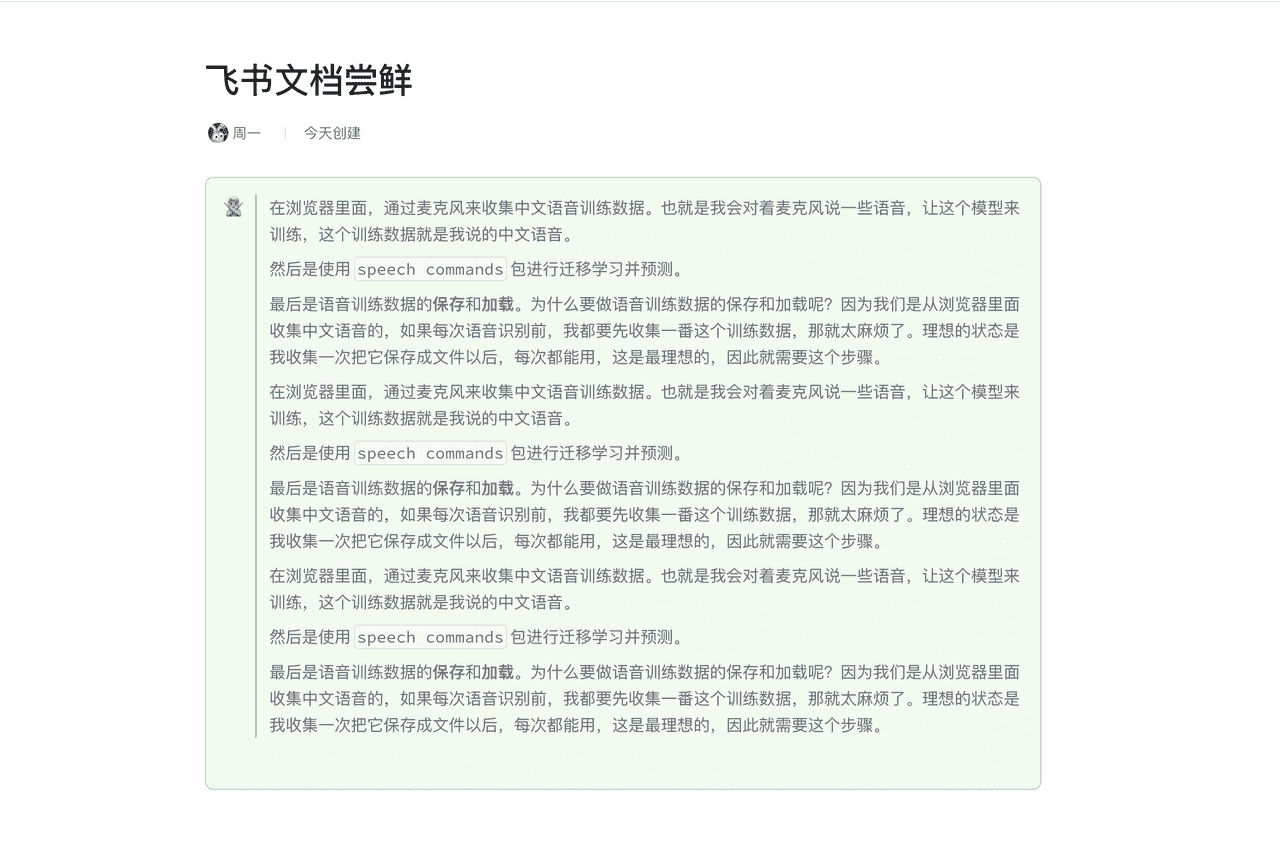 飞书文档尝鲜
周一 | 今天创建
在浏览器里面，通过麦克风来收集中文语音训练数据。也就是我会对着麦克风说一些语音，让这个模型来
训练，这个训练数据就是我说的中文语音。
然后是使用 speech commands 包进行迁移学习并预测。
最后是语音训练数据的保存和加载。为什么要做语音训练数据的保存和加载呢？因为我们是从浏览器里面
收集中文语音的，如果每次语音识别前，我都要先收集一番这个训练数据，那就太麻烦了。理想的状态是
我收集一次把它保存成文件以后，每次都能用，这是最理想的，因此就需要这个步骤。
在浏览器里面，通过麦克风来收集中文语音训练数据。也就是我会对着麦克风说一些语音，让这个模型来
训练，这个训练数据就是我说的中文语音。
然后是使用 speech commands 包进行迁移学习并预测。
最后是语音训练数据的保存和加载。为什么要做语音训练数据的保存和加载呢？因为我们是从浏览器里面
收集中文语音的，如果每次语音识别前，我都要先收集一番这个训练数据，那就太麻烦了。理想的状态是
我收集一次把它保存成文件以后，每次都能用，这是最理想的，因此就需要这个步骤。
在浏览器里面，通过麦克风来收集中文语音训练数据。也就是我会对着麦克风说一些语音，让这个模型来
训练，这个训练数据就是我说的中文语音。
然后是使用 speech commands 包进行迁移学习并预测。
最后是语音训练数据的保存和加载。为什么要做语音训练数据的保存和加载呢？因为我们是从浏览器里面
收集中文语音的，如果每次语音识别前，我都要先收集一番这个训练数据，那就太麻烦了。理想的状态是
我收集一次把它保存成文件以后，每次都能用，这是最理想的，因此就需要这个步骤。